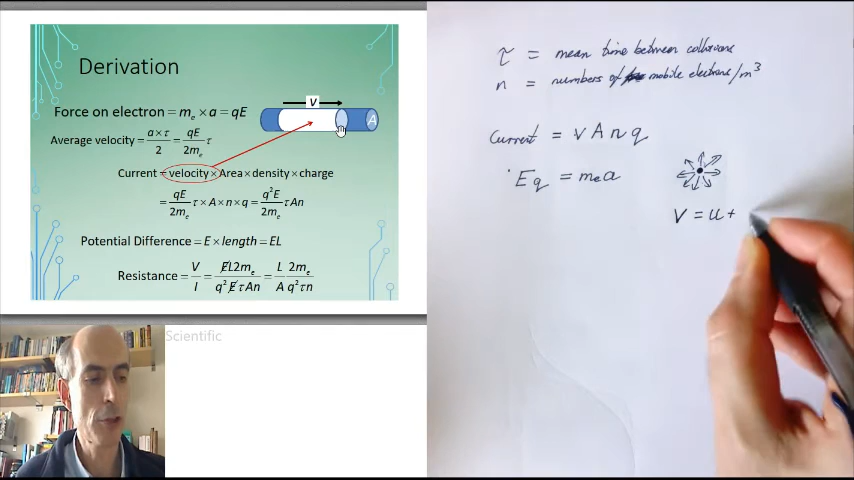 Derivation
Force on electron = mₑ × a = qE
Average velocity = a×τ/2 = qE/2mₑ τ
V
A
Current = velocity × Area × density × charge
= qE/2mₑ τ × A × n × q = q²E/2mₑ τAn
Potential Difference = E × length = EL
Resistance = V/I = EL2mₑ/q²EτAn = L/A 2mₑ/q²τn
Scientific
τ = mean time between collisions
n = numbers of mobile electrons/m³
Current = v A n q
Eq = mₑa
V = u +